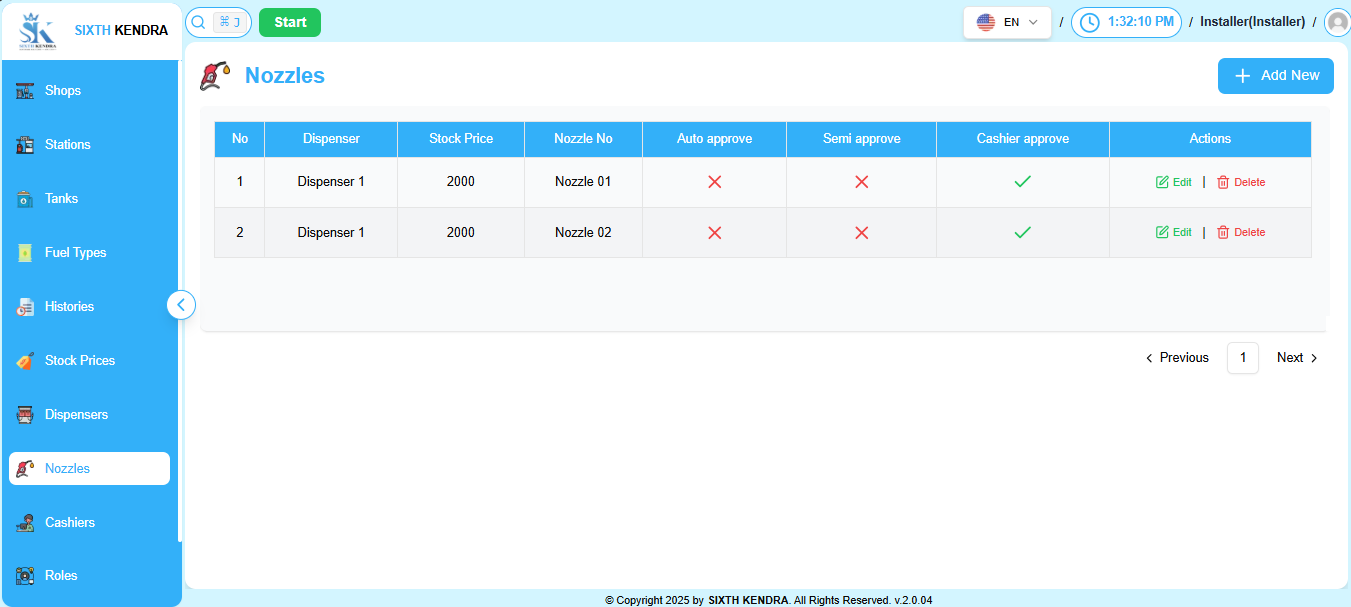 SIXTH KENDRA
⌘ J
Start
EN
/
1:32:10 PM
/
Installer(Installer)
/
Shops
Stations
Tanks
Fuel Types
Histories
Stock Prices
Dispensers
Nozzles
Cashiers
Roles
Nozzles
Add New
No Dispenser Stock Price Nozzle No Auto approve Semi approve Cashier approve Actions
1 Dispenser 1 2000 Nozzle 01 Edit | Delete
2 Dispenser 1 2000 Nozzle 02 Edit | Delete
Previous 1 Next
© Copyright 2025 by SIXTH KENDRA. All Rights Reserved. v.2.0.04